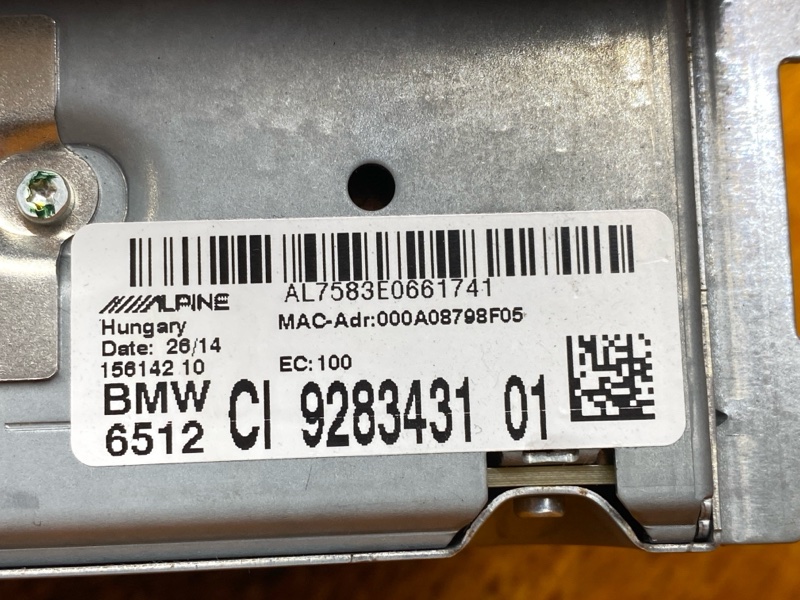 AL7583E0661741
ALPINE
Hungary
MAC-Adr:000A08798F05
Date: 26/14
156142 10
EC:100
BMW CI 9283431 01
6512